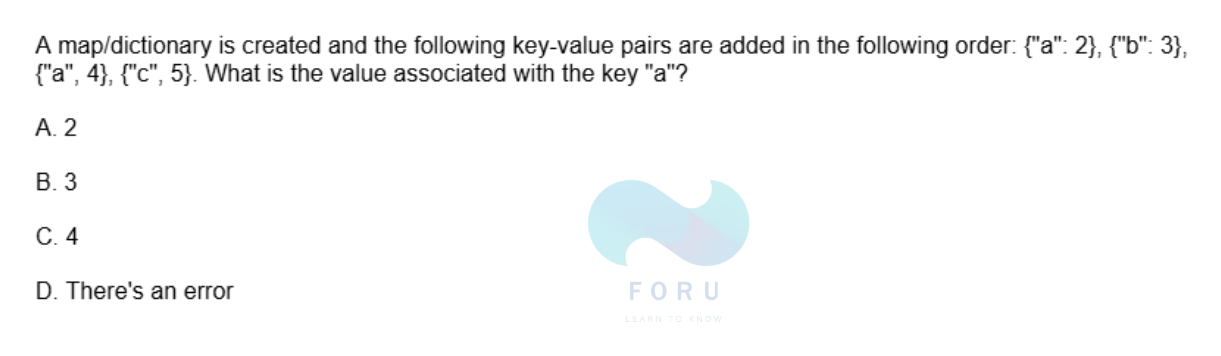 A map/dictionary is created and the following key-value pairs are added in the following order: {"a": 2}, {"b": 3},
{"a", 4}, {"c", 5}. What is the value associated with the key "a"?
A. 2
B. 3
C. 4
D. There's an error
FORU
LEARN TO KNOW